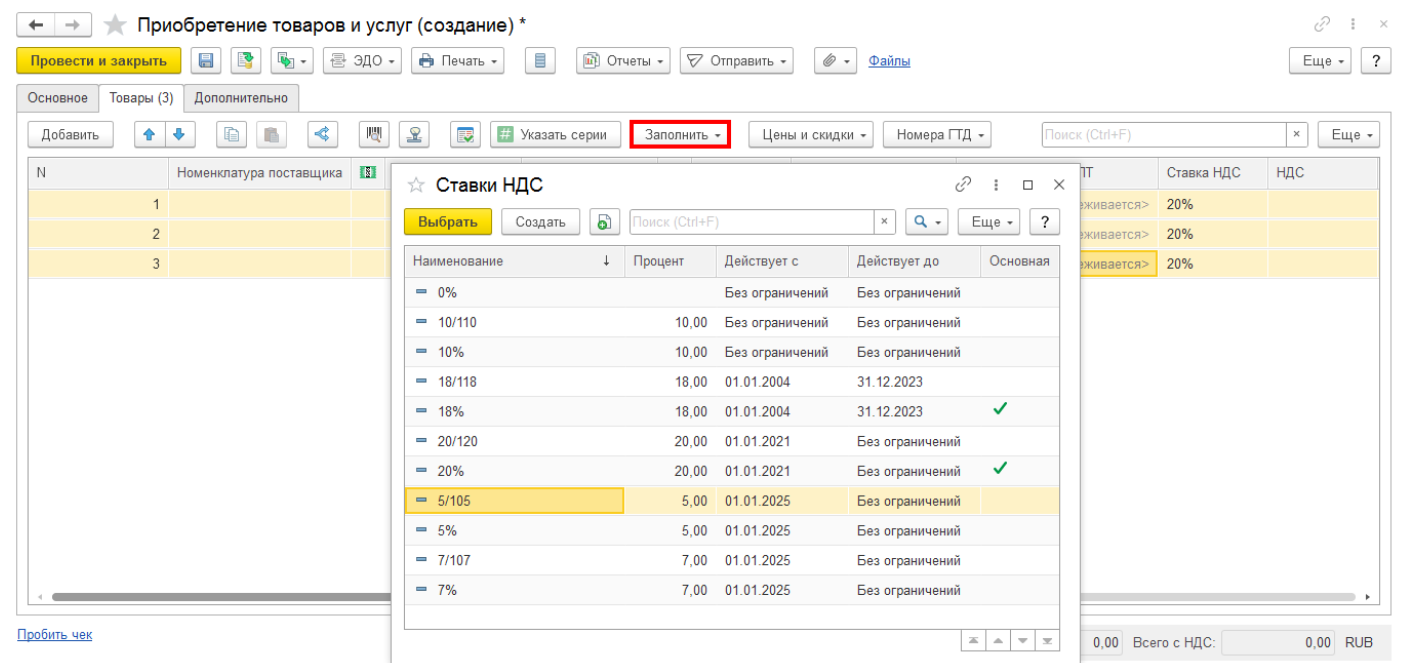 Приобретение товаров и услуг (создание) *
Провести и закрыть ЭДО Печать Отчеты Отправить Файлы Еще ?
Основное Товары (3) Дополнительно
Добавить Указать серии Заполнить Цены и скидки Номера ГТД Поиск (Ctrl+F) × Еще
N Номенклатура поставщика ПТ Ставка НДС НДС
1 еживается> 20%
2 еживается> 20%
3 еживается> 20%
Ставки НДС
Выбрать Создать Поиск (Ctrl+F) × Еще ?
Наименование ↓ Процент Действует с Действует до Основная
0% Без ограничений Без ограничений
10/110 10,00 Без ограничений Без ограничений
10% 10,00 Без ограничений Без ограничений
18/118 18,00 01.01.2004 31.12.2023
18% 18,00 01.01.2004 31.12.2023
20/120 20,00 01.01.2021 Без ограничений
20% 20,00 01.01.2021 Без ограничений
5/105 5,00 01.01.2025 Без ограничений
5% 5,00 01.01.2025 Без ограничений
7/107 7,00 01.01.2025 Без ограничений
7% 7,00 01.01.2025 Без ограничений
Пробить чек 0,00 Всего с НДС: 0,00 RUB